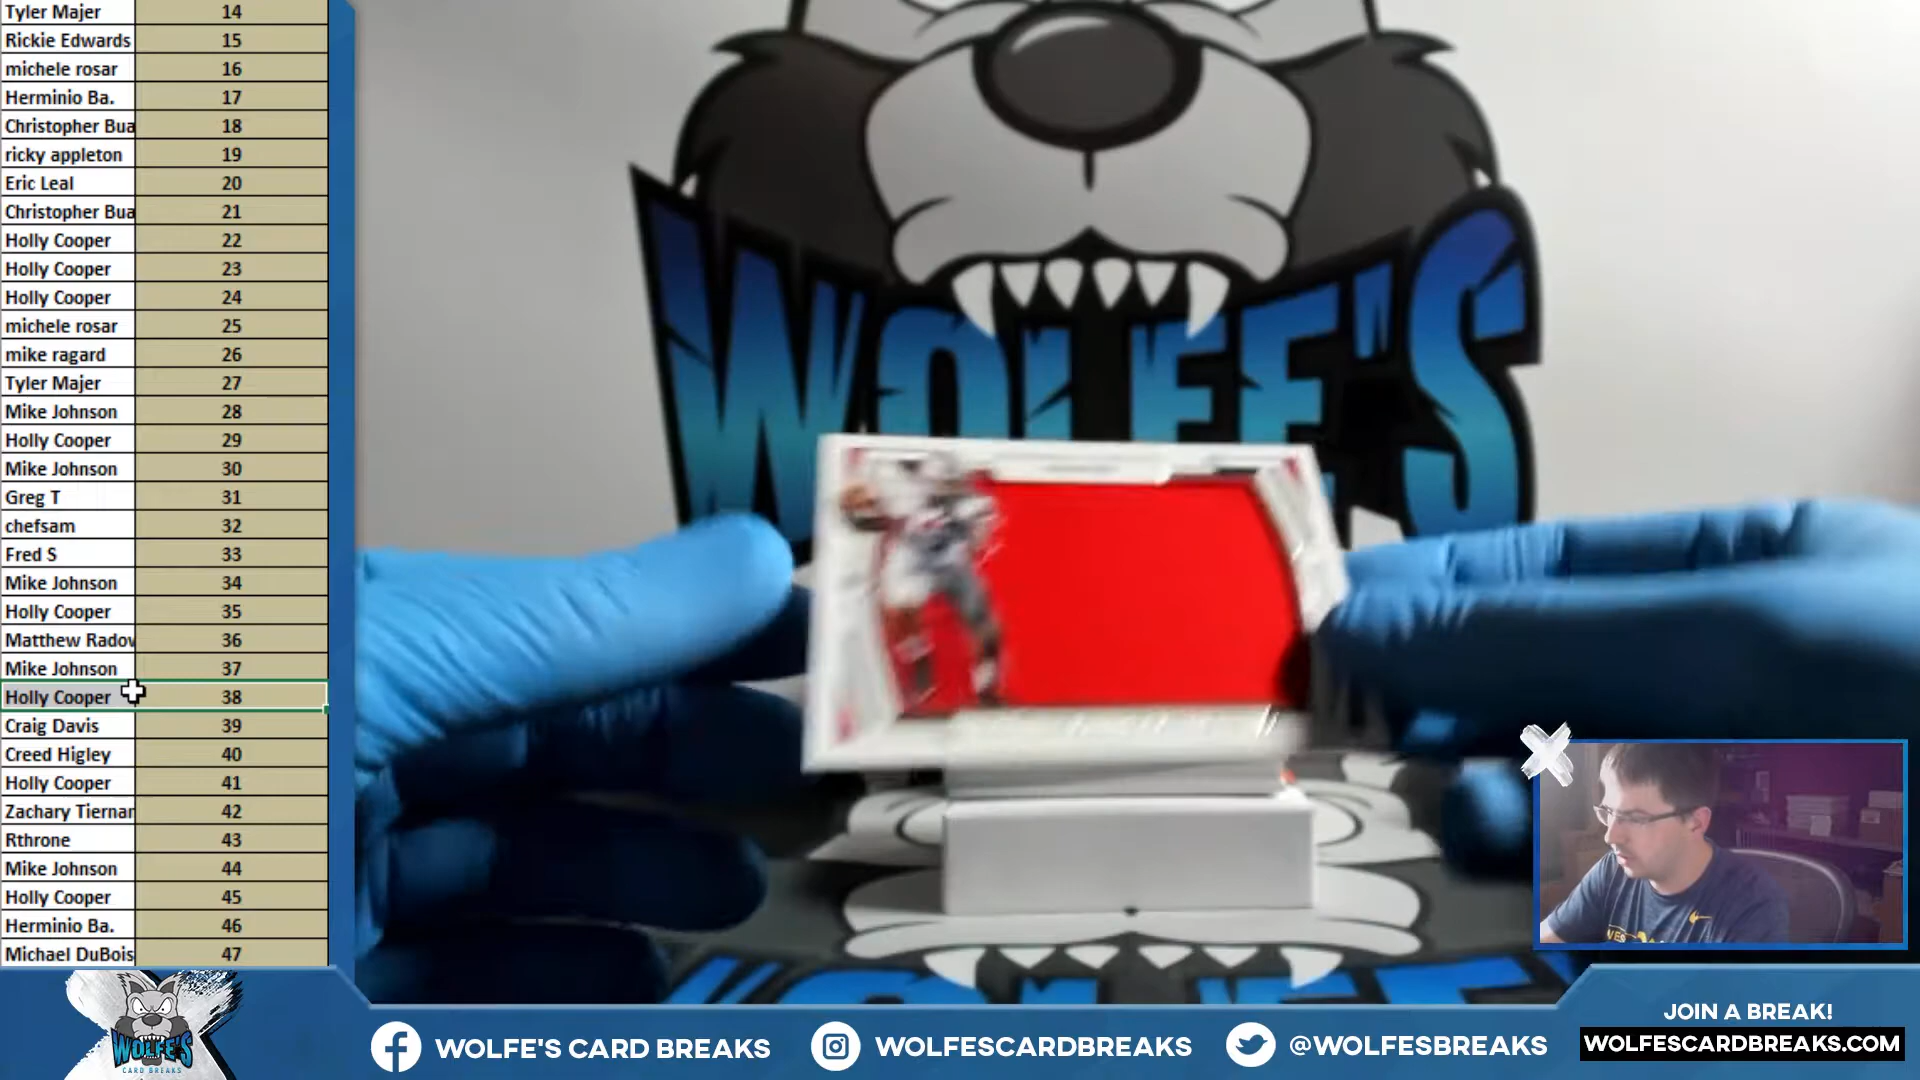 Tyler Majer 14
Rickie Edwards 15
michele rosar 16
Herminio Ba. 17
Christopher Bua 18
ricky appleton 19
Eric Leal 20
Christopher Bua 21
Holly Cooper 22
Holly Cooper 23
Holly Cooper 24
michele rosar 25
mike ragard 26
Tyler Majer 27
Mike Johnson 28
Holly Cooper 29
Mike Johnson 30
Greg T 31
chefsam 32
Fred S 33
Mike Johnson 34
Holly Cooper 35
Matthew Radov 36
Mike Johnson 37
Holly Cooper 38
Craig Davis 39
Creed Higley 40
Holly Cooper 41
Zachary Tiernan 42
Rthrone 43
Mike Johnson 44
Holly Cooper 45
Herminio Ba. 46
Michael DuBois 47
WOLFE'S
WOLFE'S
CARD BREAKS
WOLFE'S CARD BREAKS
WOLFESCARDBREAKS
@WOLFESBREAKS
JOIN A BREAK!
WOLFESCARDBREAKS.COM